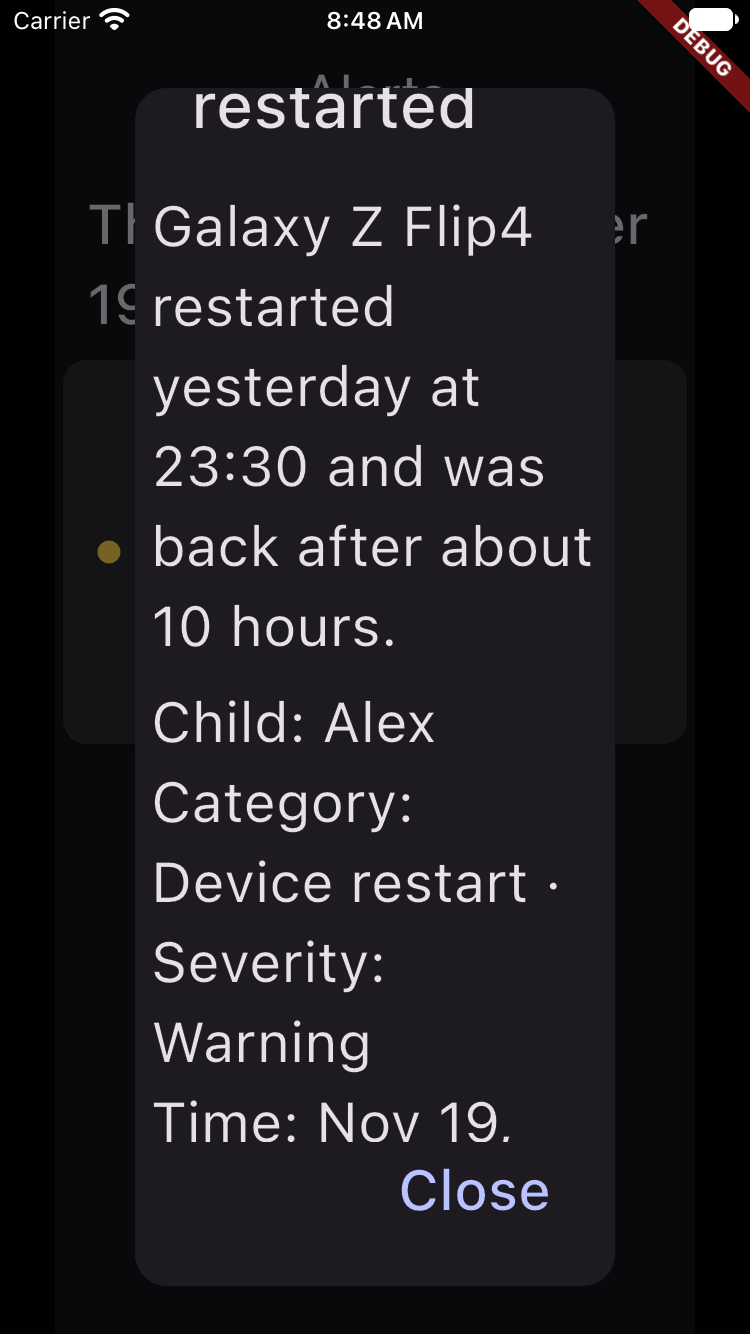 Carrier
8:48 AM
DEBUG
Alerts
restarted
Galaxy Z Flip4
restarted
yesterday at
23:30 and was
back after about
10 hours.
Child: Alex
Category:
Device restart ·
Severity:
Warning
Time: Nov 19,
Close